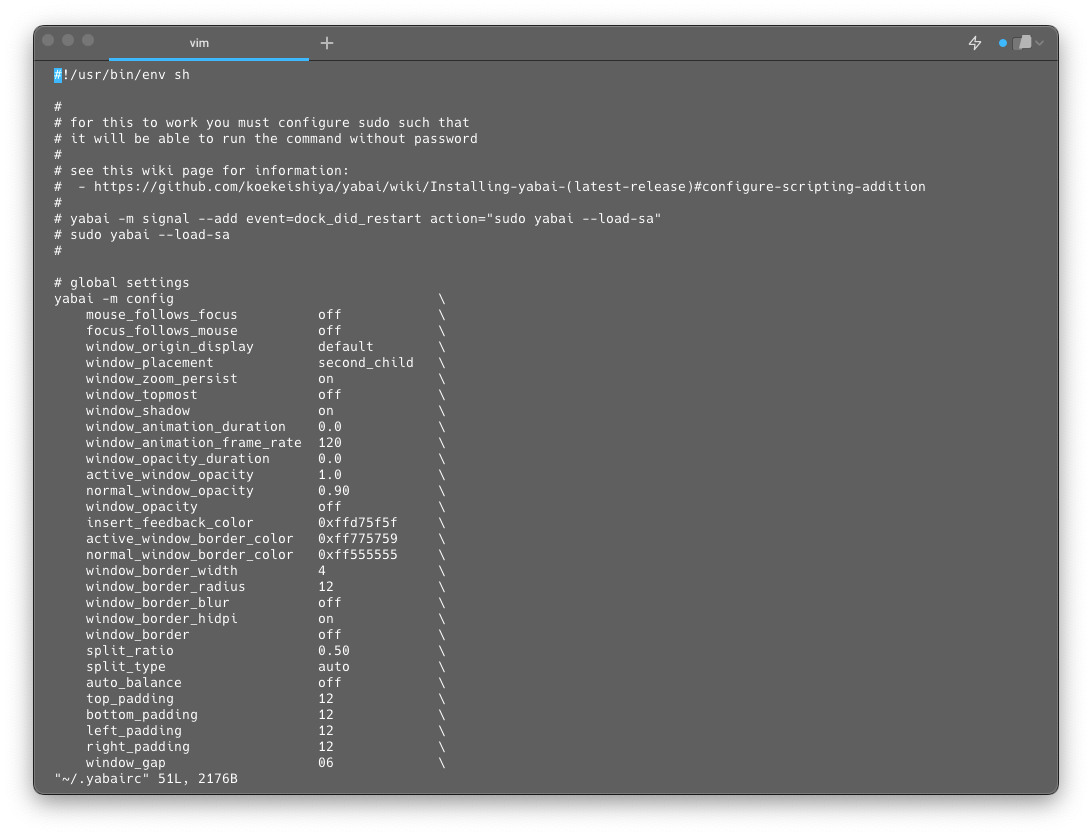 vim
#!/usr/bin/env sh
#
# for this to work you must configure sudo such that
# it will be able to run the command without password
#
# see this wiki page for information:
#  - https://github.com/koekeishiya/yabai/wiki/Installing-yabai-(latest-release)#configure-scripting-addition
#
# yabai -m signal --add event=dock_did_restart action="sudo yabai --load-sa"
# sudo yabai --load-sa
#
# global settings
yabai -m config                                 \
    mouse_follows_focus          off            \
    focus_follows_mouse          off            \
    window_origin_display        default        \
    window_placement             second_child   \
    window_zoom_persist          on             \
    window_topmost               off            \
    window_shadow                on             \
    window_animation_duration    0.0            \
    window_animation_frame_rate  120            \
    window_opacity_duration      0.0            \
    active_window_opacity        1.0            \
    normal_window_opacity        0.90           \
    window_opacity               off            \
    insert_feedback_color        0xffd75f5f     \
    active_window_border_color   0xff775759     \
    normal_window_border_color   0xff555555     \
    window_border_width          4              \
    window_border_radius         12             \
    window_border_blur           off            \
    window_border_hidpi          on             \
    window_border                off            \
    split_ratio                  0.50           \
    split_type                   auto           \
    auto_balance                 off            \
    top_padding                  12             \
    bottom_padding               12             \
    left_padding                 12             \
    right_padding                12             \
    window_gap                   06             \
"~/.yabairc" 51L, 2176B